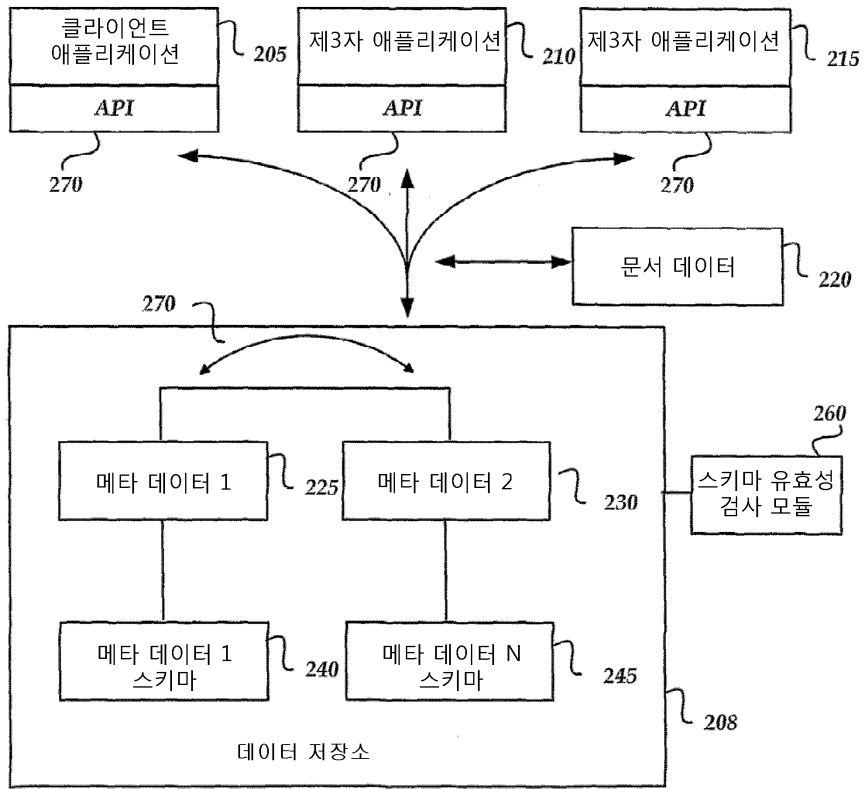 클라이언트
애플리케이션
205
제3자 애플리케이션
210
제3자 애플리케이션
215
API
API
API
270
270
270
문서 데이터
220
270
260
메타 데이터 1
225
메타 데이터 2
230
스키마 유효성
검사 모듈
메타 데이터 1
스키마
240
메타 데이터 N
스키마
245
208
데이터 저장소